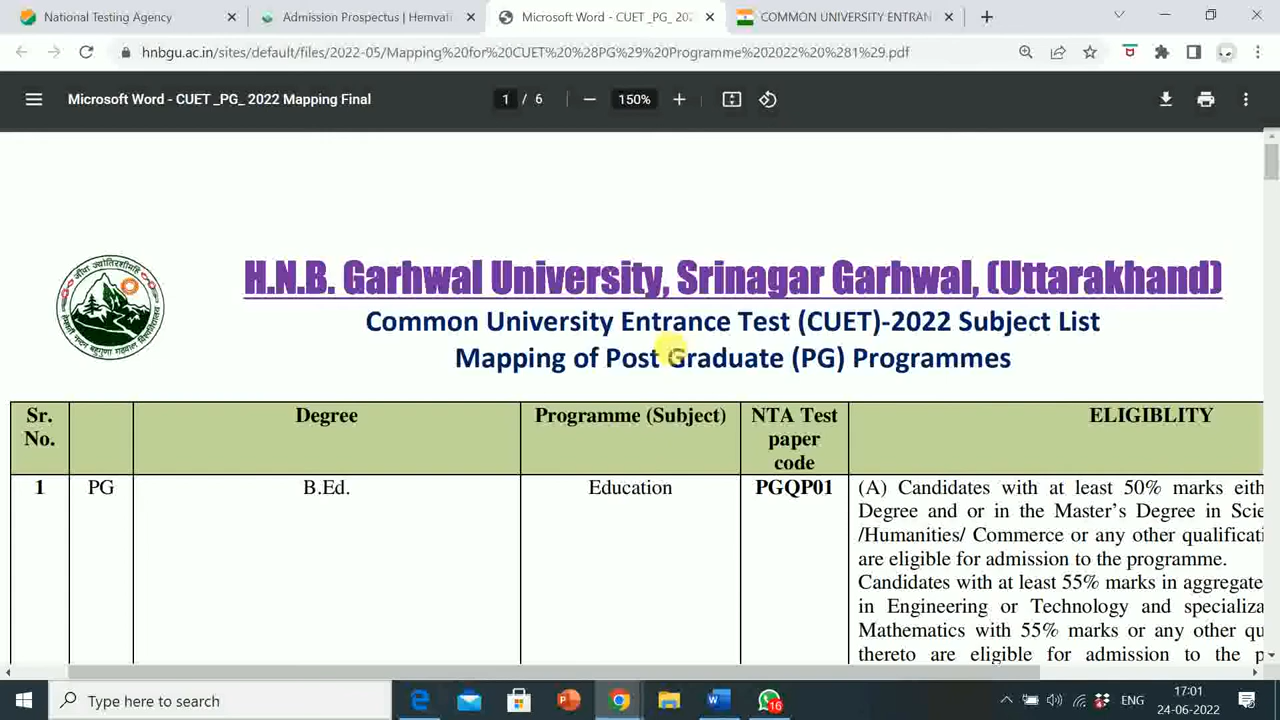 National Testing Agency
Admission Prospectus | Hemvati
Microsoft Word - CUET _PG_ 202
COMMON UNIVERSITY ENTRAN
hnbgu.ac.in/sites/default/files/2022-05/Mapping%20for%20CUET%20%28PG%29%20Programme%202022%20%281%29.pdf
Microsoft Word - CUET _PG_ 2022 Mapping Final
1 / 6
150%
H.N.B. Garhwal University, Srinagar Garhwal, (Uttarakhand)
Common University Entrance Test (CUET)-2022 Subject List
Mapping of Post Graduate (PG) Programmes
Sr. No.
Degree
Programme (Subject)
NTA Test paper code
ELIGIBLITY
1
PG
B.Ed.
Education
PGQP01
(A) Candidates with at least 50% marks eith
Degree and or in the Master's Degree in Scie
/Humanities/ Commerce or any other qualificati
are eligible for admission to the programme.
Candidates with at least 55% marks in aggregate
in Engineering or Technology and specializa
Mathematics with 55% marks or any other qu
thereto are eligible for admission to the p
Type here to search
16
ENG
17:01
24-06-2022